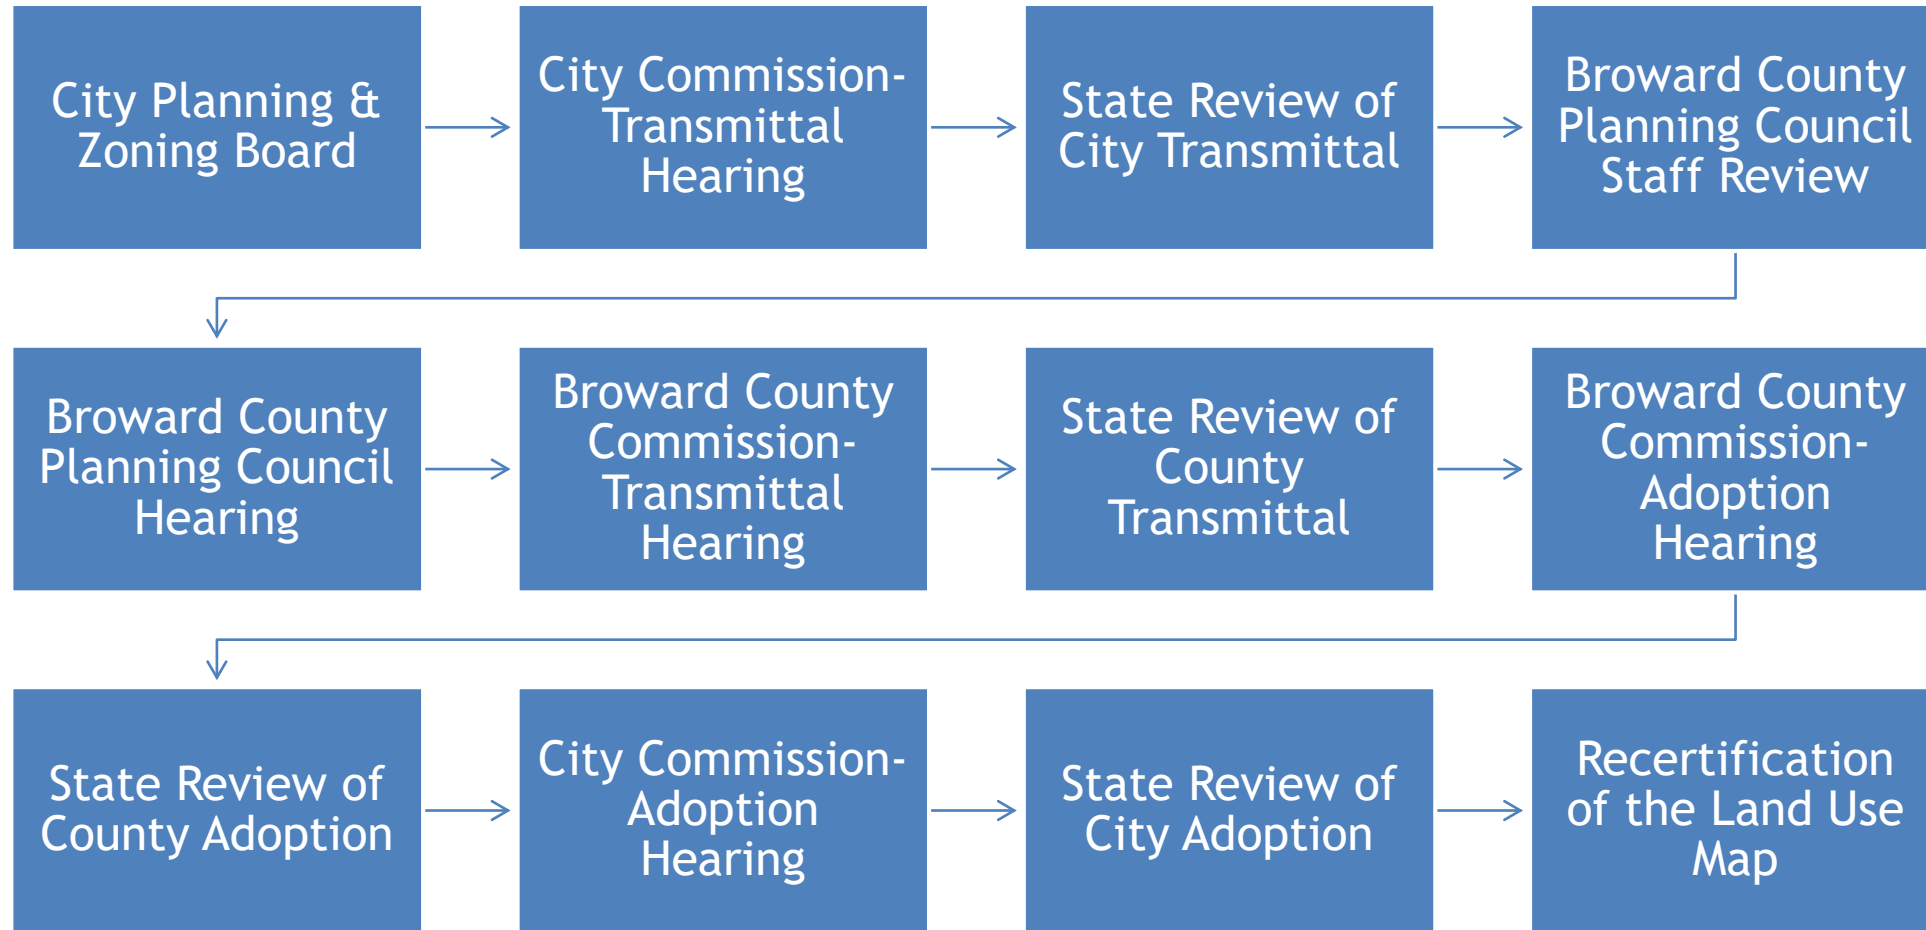 City Planning &
Zoning Board
City Commission-
Transmittal
Hearing
State Review of
City Transmittal
Broward County
Planning Council
Staff Review
Broward County
Planning Council
Hearing
Broward County
Commission-
Transmittal
Hearing
State Review of
County
Transmittal
Broward County
Commission-
Adoption
Hearing
State Review of
County Adoption
City Commission-
Adoption
Hearing
State Review of
City Adoption
Recertification
of the Land Use
Map